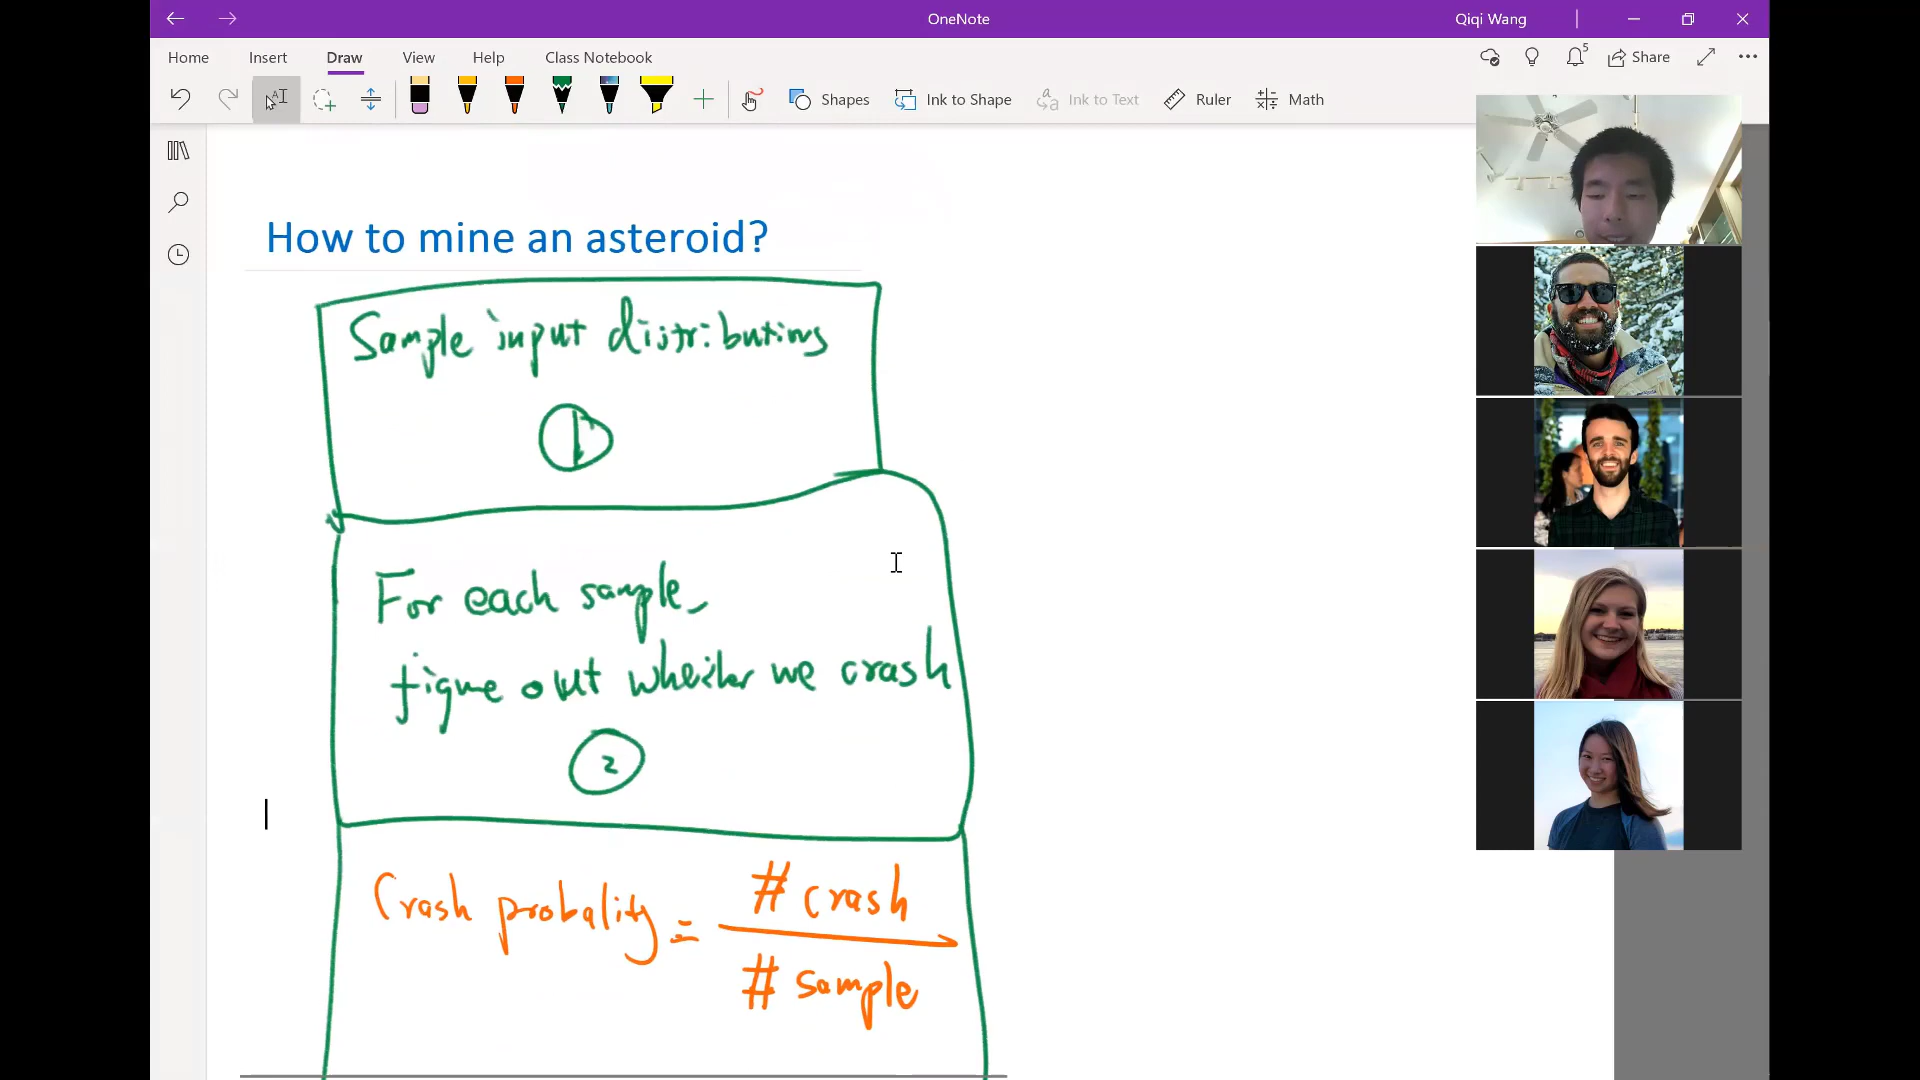 OneNote
Qiqi Wang
Home Insert Draw View Help Class Notebook
5 Share
Shapes Ink to Shape Ink to Text Ruler Math
How to mine an asteroid?
Sample input distributions
1
For each sample,
figure out whether we crash
2
Crash probality = # crash
# sample